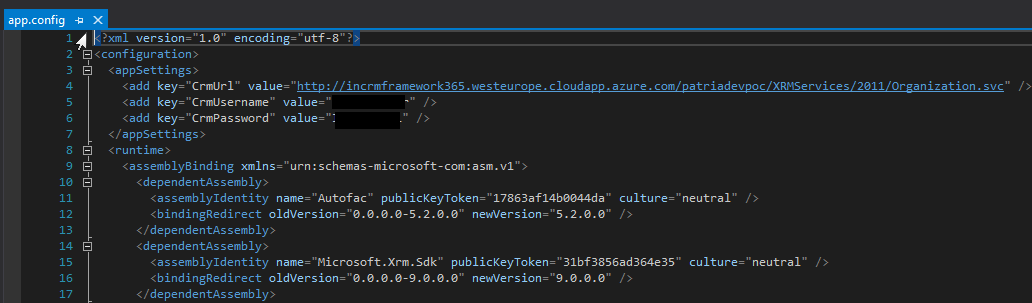 app.config
1 <?xml version="1.0" encoding="utf-8"?>
2 <configuration>
3 <appSettings>
4 <add key="CrmUrl" value="http://incrmframework365.westeurope.cloudapp.azure.com/patriadevpoc/XRMServices/2011/Organization.svc" />
5 <add key="CrmUsername" value=" " />
6 <add key="CrmPassword" value=" " />
7 </appSettings>
8 <runtime>
9 <assemblyBinding xmlns="urn:schemas-microsoft-com:asm.v1">
10 <dependentAssembly>
11 <assemblyIdentity name="Autofac" publicKeyToken="17863af14b0044da" culture="neutral" />
12 <bindingRedirect oldVersion="0.0.0.0-5.2.0.0" newVersion="5.2.0.0" />
13 </dependentAssembly>
14 <dependentAssembly>
15 <assemblyIdentity name="Microsoft.Xrm.Sdk" publicKeyToken="31bf3856ad364e35" culture="neutral" />
16 <bindingRedirect oldVersion="0.0.0.0-9.0.0.0" newVersion="9.0.0.0" />
17 </dependentAssembly>